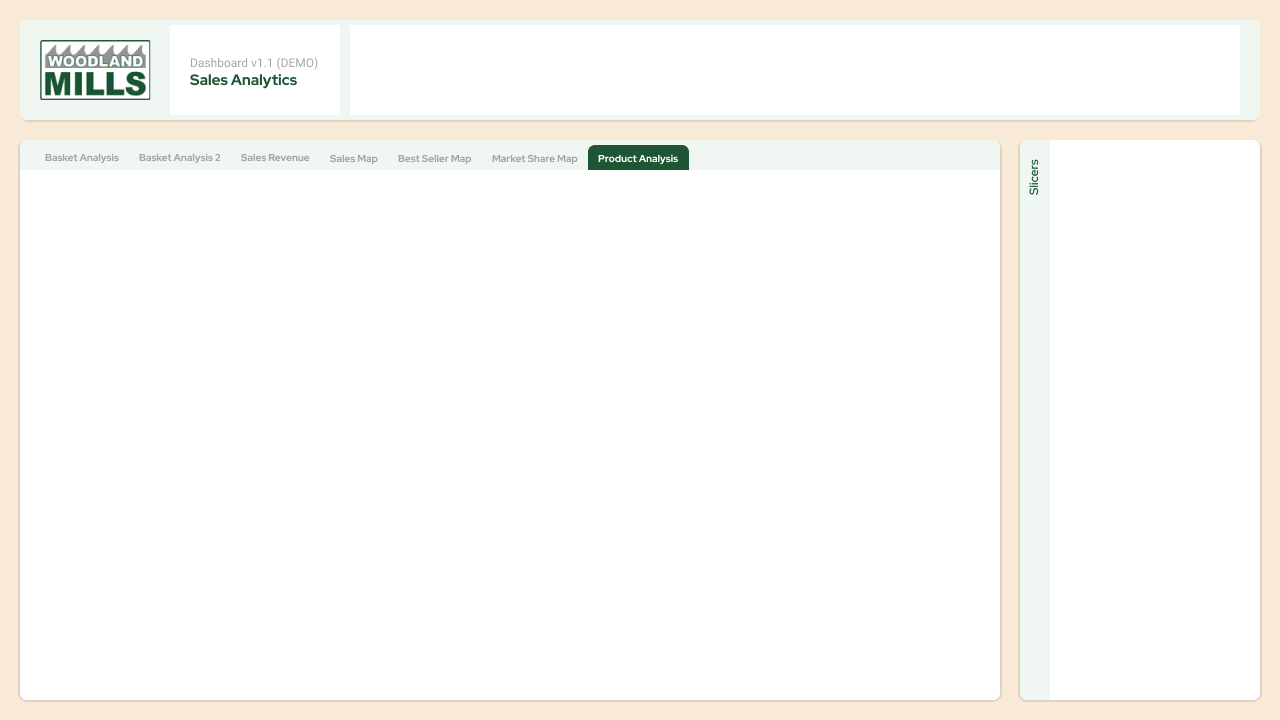 WOODLAND
MILLS
Dashboard v1.1 (DEMO)
Sales Analytics
Basket Analysis
Basket Analysis 2
Sales Revenue
Sales Map
Best Seller Map
Market Share Map
Product Analysis
Slicers